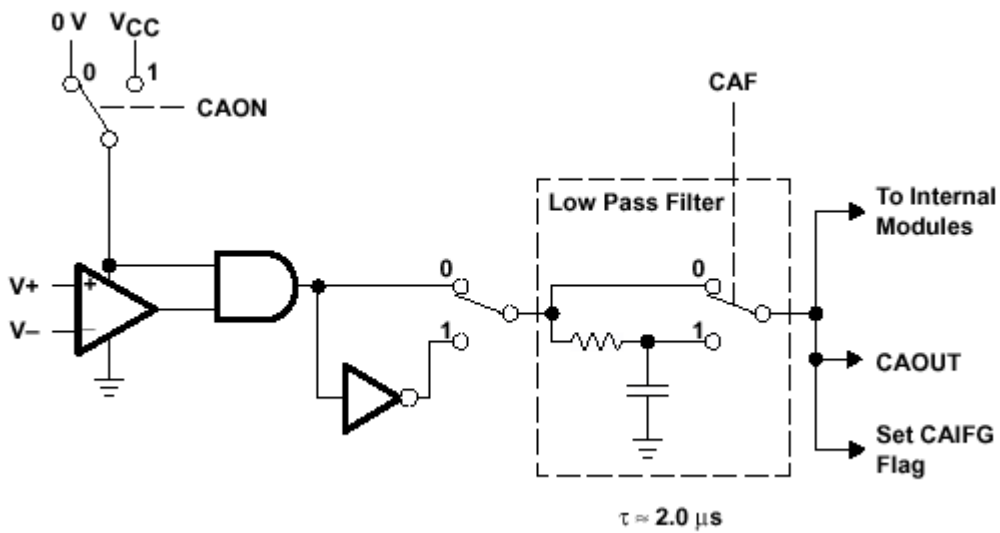 0 V VCC
0 1
CAON
CAF
Low Pass Filter
To Internal
Modules
V+
+
0
0
V–
–
1
1
CAOUT
Set CAIFG
Flag
τ ≈ 2.0 μs